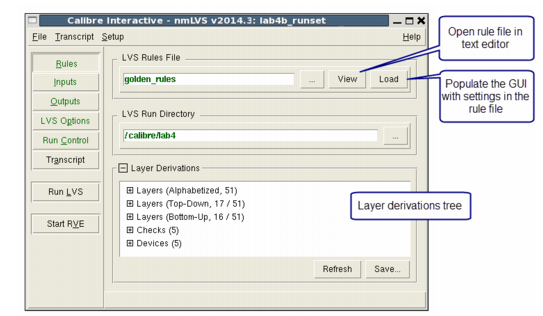 Calibre Interactive - nmLVS v2014.3: lab4b_runset
File Transcript Setup Help
Rules
Inputs
Outputs
LVS Options
Run Control
Transcript
Run LVS
Start RVE
LVS Rules File
golden_rules ... View Load
LVS Run Directory
/calibre/lab4 ...
Layer Derivations
Layers (Alphabetized, 51)
Layers (Top-Down, 17 / 51)
Layers (Bottom-Up, 16 / 51)
Checks (5)
Devices (5)
Refresh Save...
Open rule file in
text editor
Populate the GUI
with settings in the
rule file
Layer derivations tree